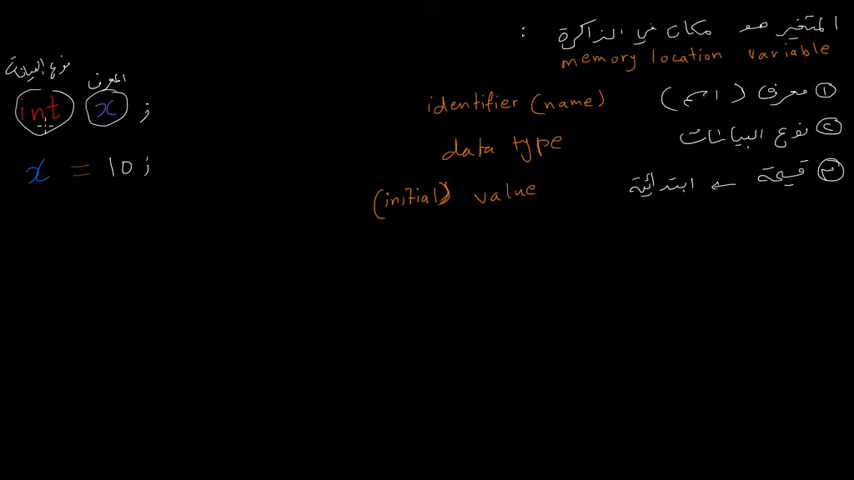 المتغير هو مكان في الذاكرة :
memory location variable
① معرف (اسم)
identifier (name)
② نوع البيانات
data type
③ قيمة ← ابتدائية
(initial) value
نوع البيانات
المعرف
int x ;
x = 10 ;